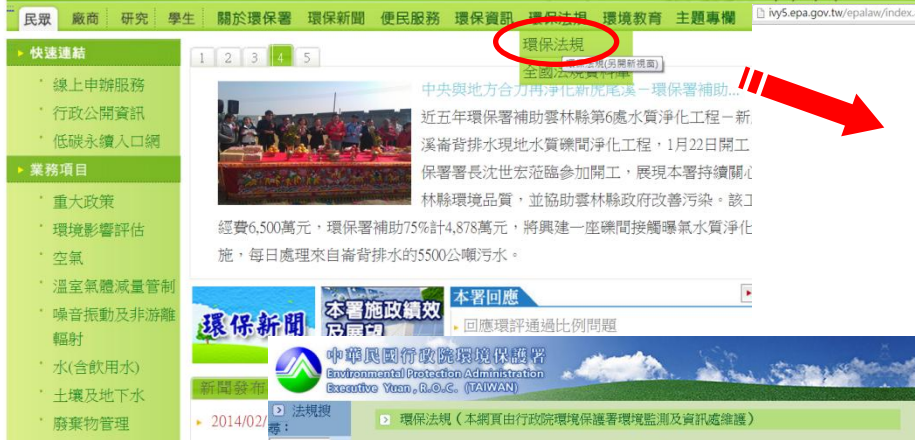 民眾 廠商 研究 學生 關於環保署 環保新聞 便民服務 環保資訊 環保法規 環境教育 主題專欄
ivy5.epa.gov.tw/epalaw/index.
環保法規
環保法規(另開新視窗)
全國法規資料庫
快速連結
線上申辦服務
行政公開資訊
低碳永續入口網
業務項目
重大政策
環境影響評估
空氣
溫室氣體減量管制
噪音振動及非游離
輻射
水(含飲用水)
土壤及地下水
廢棄物管理
1 2 3 4 5
中央與地方合力再淨化新虎尾溪－環保署補助...
近五年環保署補助雲林縣第6處水質淨化工程－新
溪崙背排水現地水質礫間淨化工程，1月22日開工
保署署長沈世宏蒞臨參加開工，展現本署持續關心
林縣環境品質，並協助雲林縣政府改善污染。該工
經費6,500萬元，環保署補助75%計4,878萬元，將興建一座礫間接觸曝氣水質淨化
施，每日處理來自崙背排水的5500公噸污水。
環保新聞
本署施政績效
及展望
本署回應
回應環評通過比例問題
新聞發布
2014/02/
中華民國行政院環境保護署
Environmental Protection Administration
Executive Yuan, R.O.C. (TAIWAN)
法規搜
尋：
環保法規（本網頁由行政院環境保護署環境監測及資訊處維護）